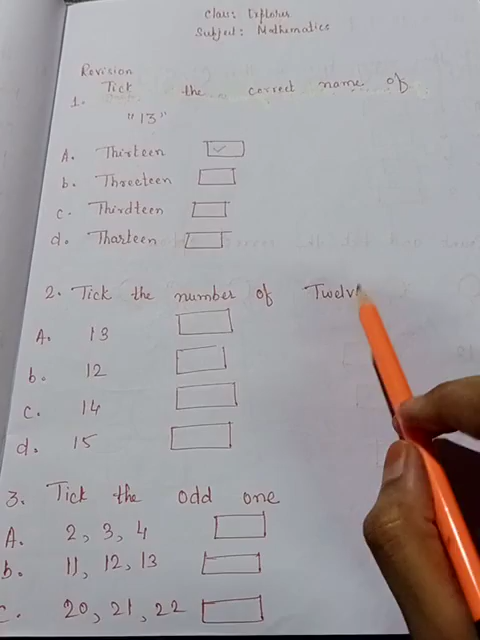 Class: Explorus
Subject: Mathematics
Revision
1. Tick the correct name of
"13"
A. Thirteen
b. Threeteen
c. Thirdteen
d. Tharteen
2. Tick the number of Twelv
A. 13
b. 12
c. 14
d. 15
3. Tick the odd one
A. 2, 3, 4
b. 11, 12, 13
c. 20, 21, 22